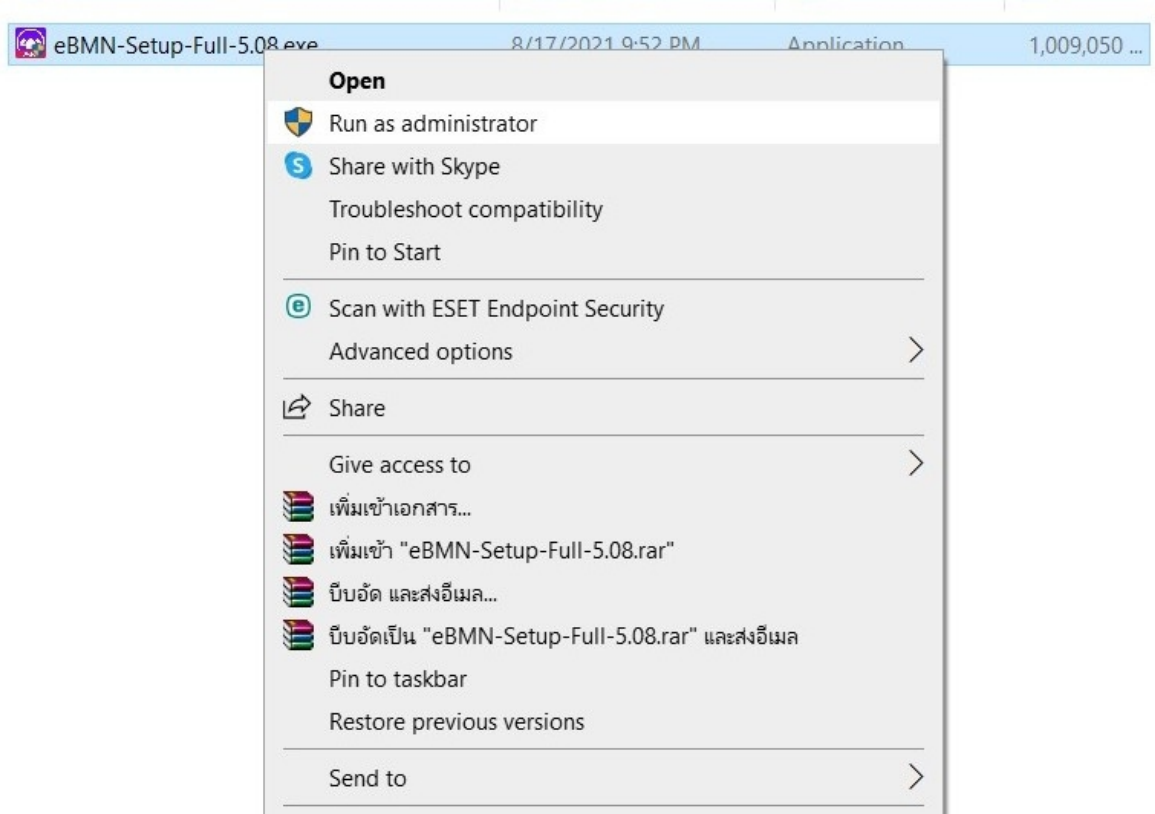 eBMN-Setup-Full-5.08.exe 8/17/2021 9:52 PM Application 1,009,050 ...
Open
Run as administrator
Share with Skype
Troubleshoot compatibility
Pin to Start
Scan with ESET Endpoint Security
Advanced options
Share
Give access to
เพิ่มเข้าเอกสาร...
เพิ่มเข้า "eBMN-Setup-Full-5.08.rar"
บีบอัด และส่งอีเมล...
บีบอัดเป็น "eBMN-Setup-Full-5.08.rar" และส่งอีเมล
Pin to taskbar
Restore previous versions
Send to